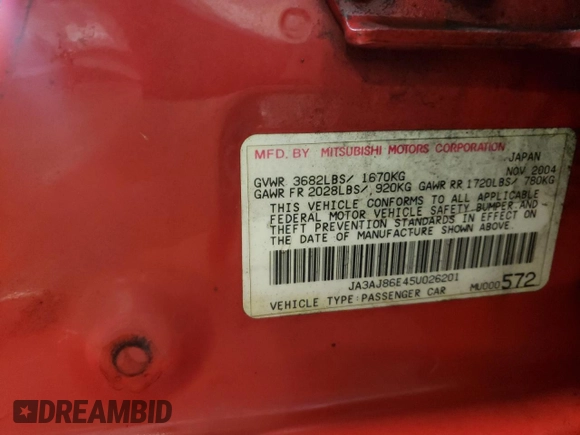 MFD. BY MITSUBISHI MOTORS CORPORATION
JAPAN
GVWR 3682LBS/ 1670KG NOV 2004
GAWR FR 2028LBS/ 920KG GAWR RR 1720LBS/ 780KG
THIS VEHICLE CONFORMS TO ALL APPLICABLE
FEDERAL MOTOR VEHICLE SAFETY BUMPER AND
THEFT PREVENTION STANDARDS IN EFFECT ON
THE DATE OF MANUFACTURE SHOWN ABOVE.
JA3AJ86E45U026201
VEHICLE TYPE:PASSENGER CAR MU000572
DREAMBID